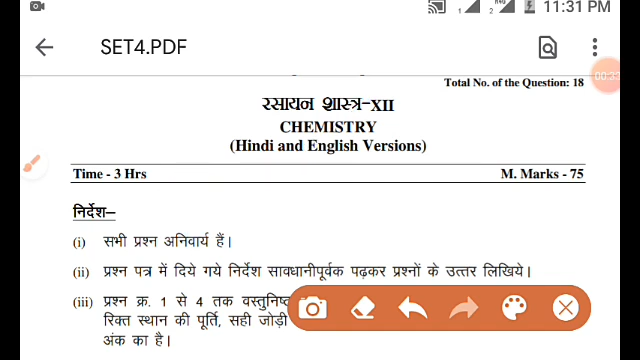 11:31 PM
SET4.PDF
00:33
Total No. of the Question: 18
रसायन शास्त्र-XII
CHEMISTRY
(Hindi and English Versions)
Time - 3 Hrs M. Marks - 75
निर्देश–
(i) सभी प्रश्न अनिवार्य हैं।
(ii) प्रश्न पत्र में दिये गये निर्देश सावधानीपूर्वक पढ़कर प्रश्नों के उत्तर लिखिये।
(iii) प्रश्न क्र. 1 से 4 तक
रिक्त स्थान की पूर्ति, सही जोड़ी
अंक का है।